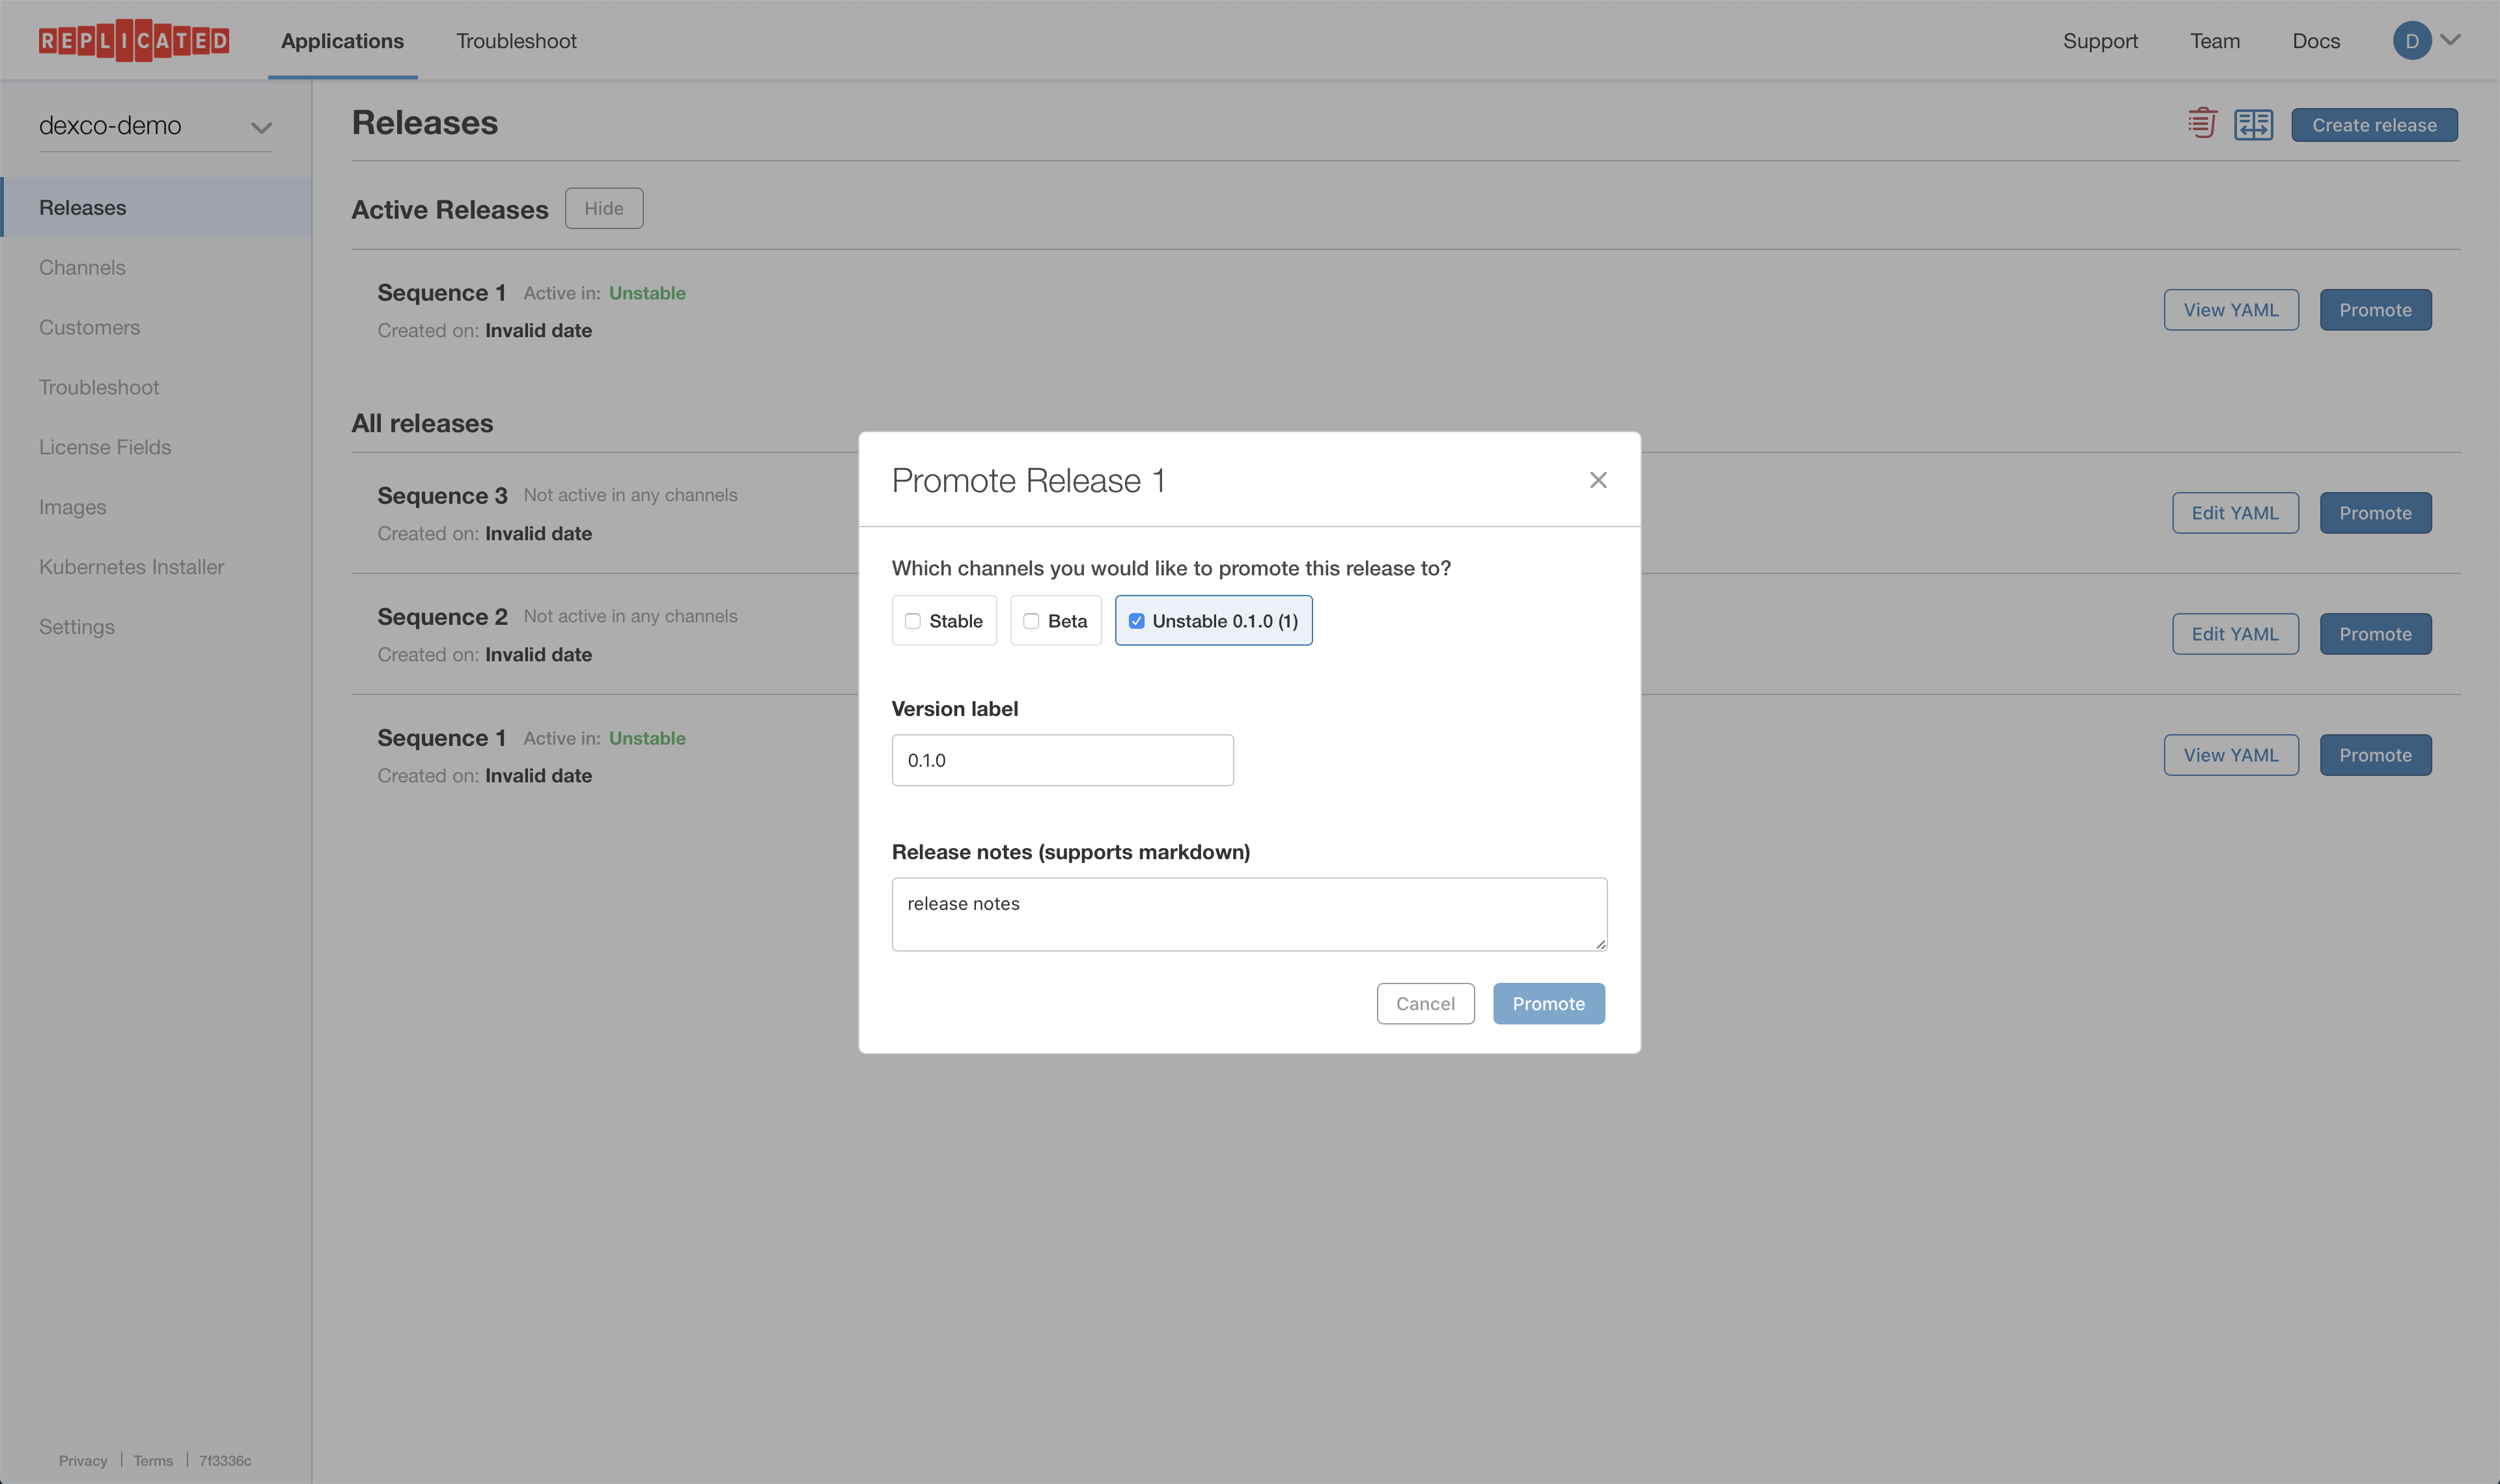 REPLICATED
Applications
Troubleshoot
Support
Team
Docs
D
dexco-demo
Releases
Channels
Customers
Troubleshoot
License Fields
Images
Kubernetes Installer
Settings
Privacy
Terms
7f3336c
Releases
Create release
Active Releases
Hide
Sequence 1 Active in: Unstable
Created on: Invalid date
View YAML
Promote
All releases
Sequence 3 Not active in any channels
Created on: Invalid date
Edit YAML
Promote
Sequence 2 Not active in any channels
Created on: Invalid date
Edit YAML
Promote
Sequence 1 Active in: Unstable
Created on: Invalid date
View YAML
Promote
Promote Release 1
Which channels you would like to promote this release to?
Stable
Beta
Unstable 0.1.0 (1)
Version label
0.1.0
Release notes (supports markdown)
release notes
Cancel
Promote